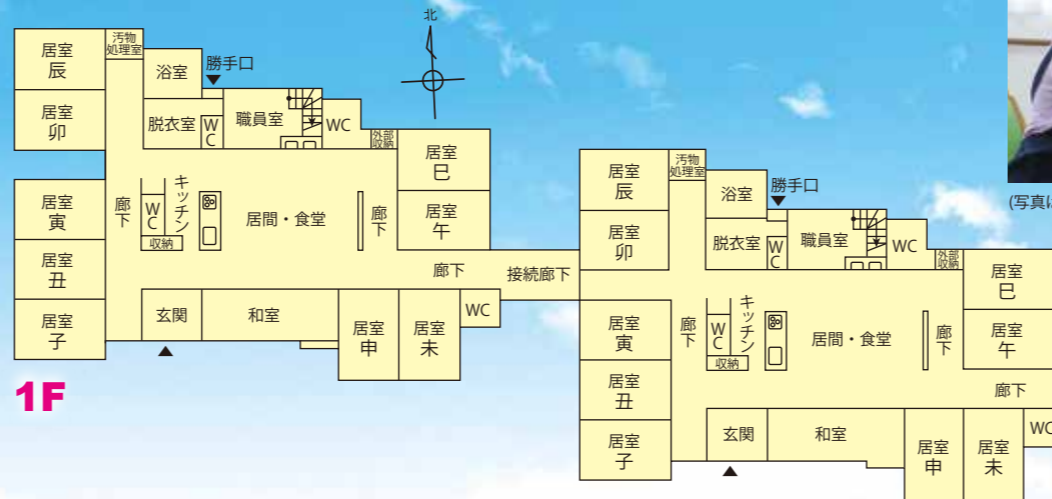 北
居室
辰
汚物
処理室
浴室
勝手口
居室
卯
脱衣室
WC
職員室
WC
外部
収納
居室
巳
居室
寅
廊下
WC
キッチン
収納
居間・食堂
廊下
居室
午
居室
丑
廊下
接続廊下
居室
子
玄関
和室
居室
申
居室
未
WC
1F
居室
辰
汚物
処理室
浴室
勝手口
居室
卯
脱衣室
WC
職員室
WC
外部
収納
居室
巳
居室
寅
廊下
WC
キッチン
収納
居間・食堂
廊下
居室
午
居室
丑
廊下
居室
子
玄関
和室
居室
申
居室
未
WC
(写真は